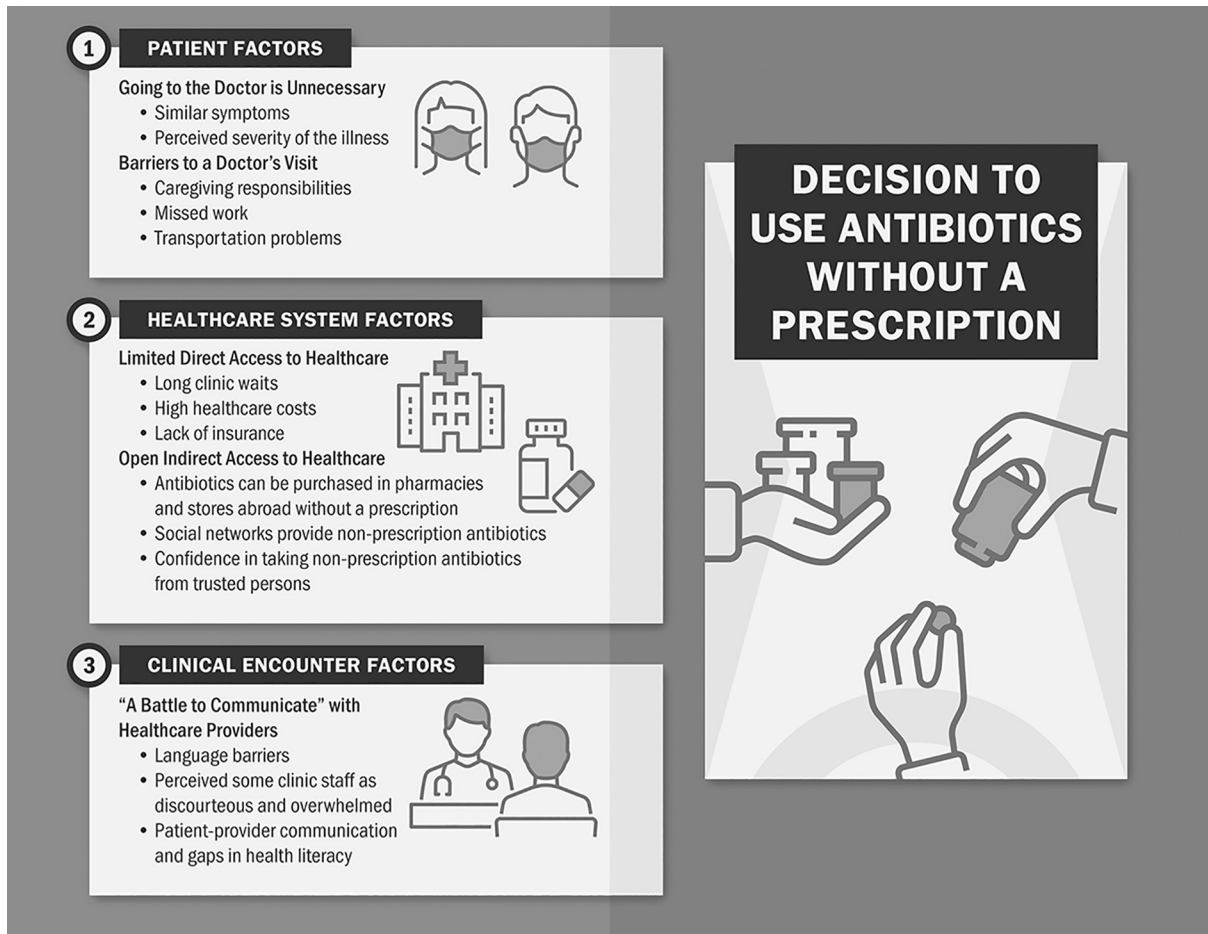 1
PATIENT FACTORS
Going to the Doctor is Unnecessary
• Similar symptoms
• Perceived severity of the illness
Barriers to a Doctor's Visit
• Caregiving responsibilities
• Missed work
• Transportation problems
2
HEALTHCARE SYSTEM FACTORS
Limited Direct Access to Healthcare
• Long clinic waits
• High healthcare costs
• Lack of insurance
Open Indirect Access to Healthcare
• Antibiotics can be purchased in pharmacies
and stores abroad without a prescription
• Social networks provide non-prescription antibiotics
• Confidence in taking non-prescription antibiotics
from trusted persons
3
CLINICAL ENCOUNTER FACTORS
“A Battle to Communicate” with
Healthcare Providers
• Language barriers
• Perceived some clinic staff as
discourteous and overwhelmed
• Patient-provider communication
and gaps in health literacy
DECISION TO
USE ANTIBIOTICS
WITHOUT A
PRESCRIPTION